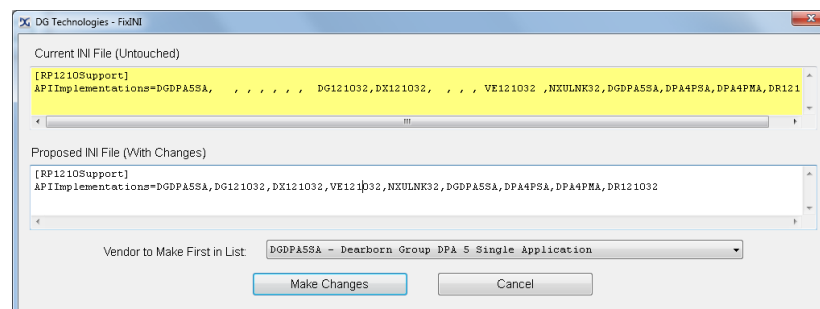 DG Technologies - FixINI
Current INI File (Untouched)
[RP1210Support]
APIImplementations=DGDPA5SA,   , , , , , ,  DG121032,DX121032,  , , , VE121032 ,NXULNK32,DGDPA5SA,DPA4PSA,DPA4PMA,DR121
Proposed INI File (With Changes)
[RP1210Support]
APIImplementations=DGDPA5SA,DG121032,DX121032,VE121032,NXULNK32,DGDPA5SA,DPA4PSA,DPA4PMA,DR121032
Vendor to Make First in List: DGDPA5SA - Dearborn Group DPA 5 Single Application
Make Changes Cancel